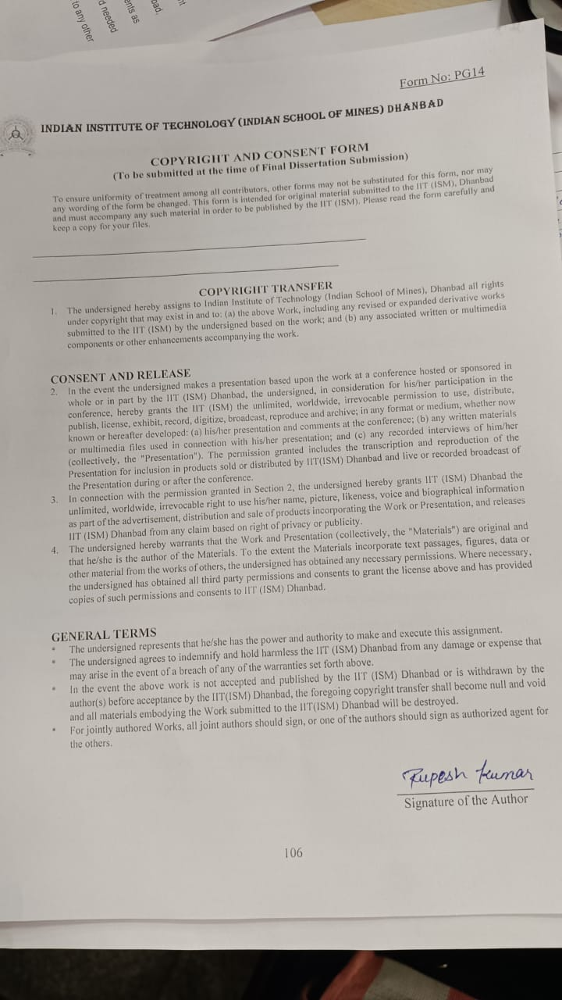 to any other
d needed
ents as
bad.
nt
Form No: PG14
INDIAN INSTITUTE OF TECHNOLOGY (INDIAN SCHOOL OF MINES) DHANBAD
COPYRIGHT AND CONSENT FORM
(To be submitted at the time of Final Dissertation Submission)
To ensure uniformity of treatment among all contributors, other forms may not be substituted for this form, nor may
any wording of the form be changed. This form is intended for original material submitted to the IIT (ISM), Dhanbad
and must accompany any such material in order to be published by the IIT (ISM). Please read the form carefully and
keep a copy for your files.
COPYRIGHT TRANSFER
1. The undersigned hereby assigns to Indian Institute of Technology (Indian School of Mines), Dhanbad all rights
under copyright that may exist in and to: (a) the above Work, including any revised or expanded derivative works
submitted to the IIT (ISM) by the undersigned based on the work; and (b) any associated written or multimedia
components or other enhancements accompanying the work.
CONSENT AND RELEASE
2. In the event the undersigned makes a presentation based upon the work at a conference hosted or sponsored in
whole or in part by the IIT (ISM) Dhanbad, the undersigned, in consideration for his/her participation in the
conference, hereby grants the IIT (ISM) the unlimited, worldwide, irrevocable permission to use, distribute,
publish, license, exhibit, record, digitize, broadcast, reproduce and archive; in any format or medium, whether now
known or hereafter developed: (a) his/her presentation and comments at the conference; (b) any written materials
or multimedia files used in connection with his/her presentation; and (c) any recorded interviews of him/her
(collectively, the "Presentation"). The permission granted includes the transcription and reproduction of the
Presentation for inclusion in products sold or distributed by IIT(ISM) Dhanbad and live or recorded broadcast of
the Presentation during or after the conference.
3. In connection with the permission granted in Section 2, the undersigned hereby grants IIT (ISM) Dhanbad the
unlimited, worldwide, irrevocable right to use his/her name, picture, likeness, voice and biographical information
as part of the advertisement, distribution and sale of products incorporating the Work or Presentation, and releases
IIT (ISM) Dhanbad from any claim based on right of privacy or publicity.
4. The undersigned hereby warrants that the Work and Presentation (collectively, the "Materials") are original and
that he/she is the author of the Materials. To the extent the Materials incorporate text passages, figures, data or
other material from the works of others, the undersigned has obtained any necessary permissions. Where necessary,
the undersigned has obtained all third party permissions and consents to grant the license above and has provided
copies of such permissions and consents to IIT (ISM) Dhanbad.
GENERAL TERMS
* The undersigned represents that he/she has the power and authority to make and execute this assignment.
* The undersigned agrees to indemnify and hold harmless the IIT (ISM) Dhanbad from any damage or expense that
may arise in the event of a breach of any of the warranties set forth above.
* In the event the above work is not accepted and published by the IIT (ISM) Dhanbad or is withdrawn by the
author(s) before acceptance by the IIT(ISM) Dhanbad, the foregoing copyright transfer shall become null and void
and all materials embodying the Work submitted to the IIT(ISM) Dhanbad will be destroyed.
* For jointly authored Works, all joint authors should sign, or one of the authors should sign as authorized agent for
the others.
Rupesh Kumar
Signature of the Author
106